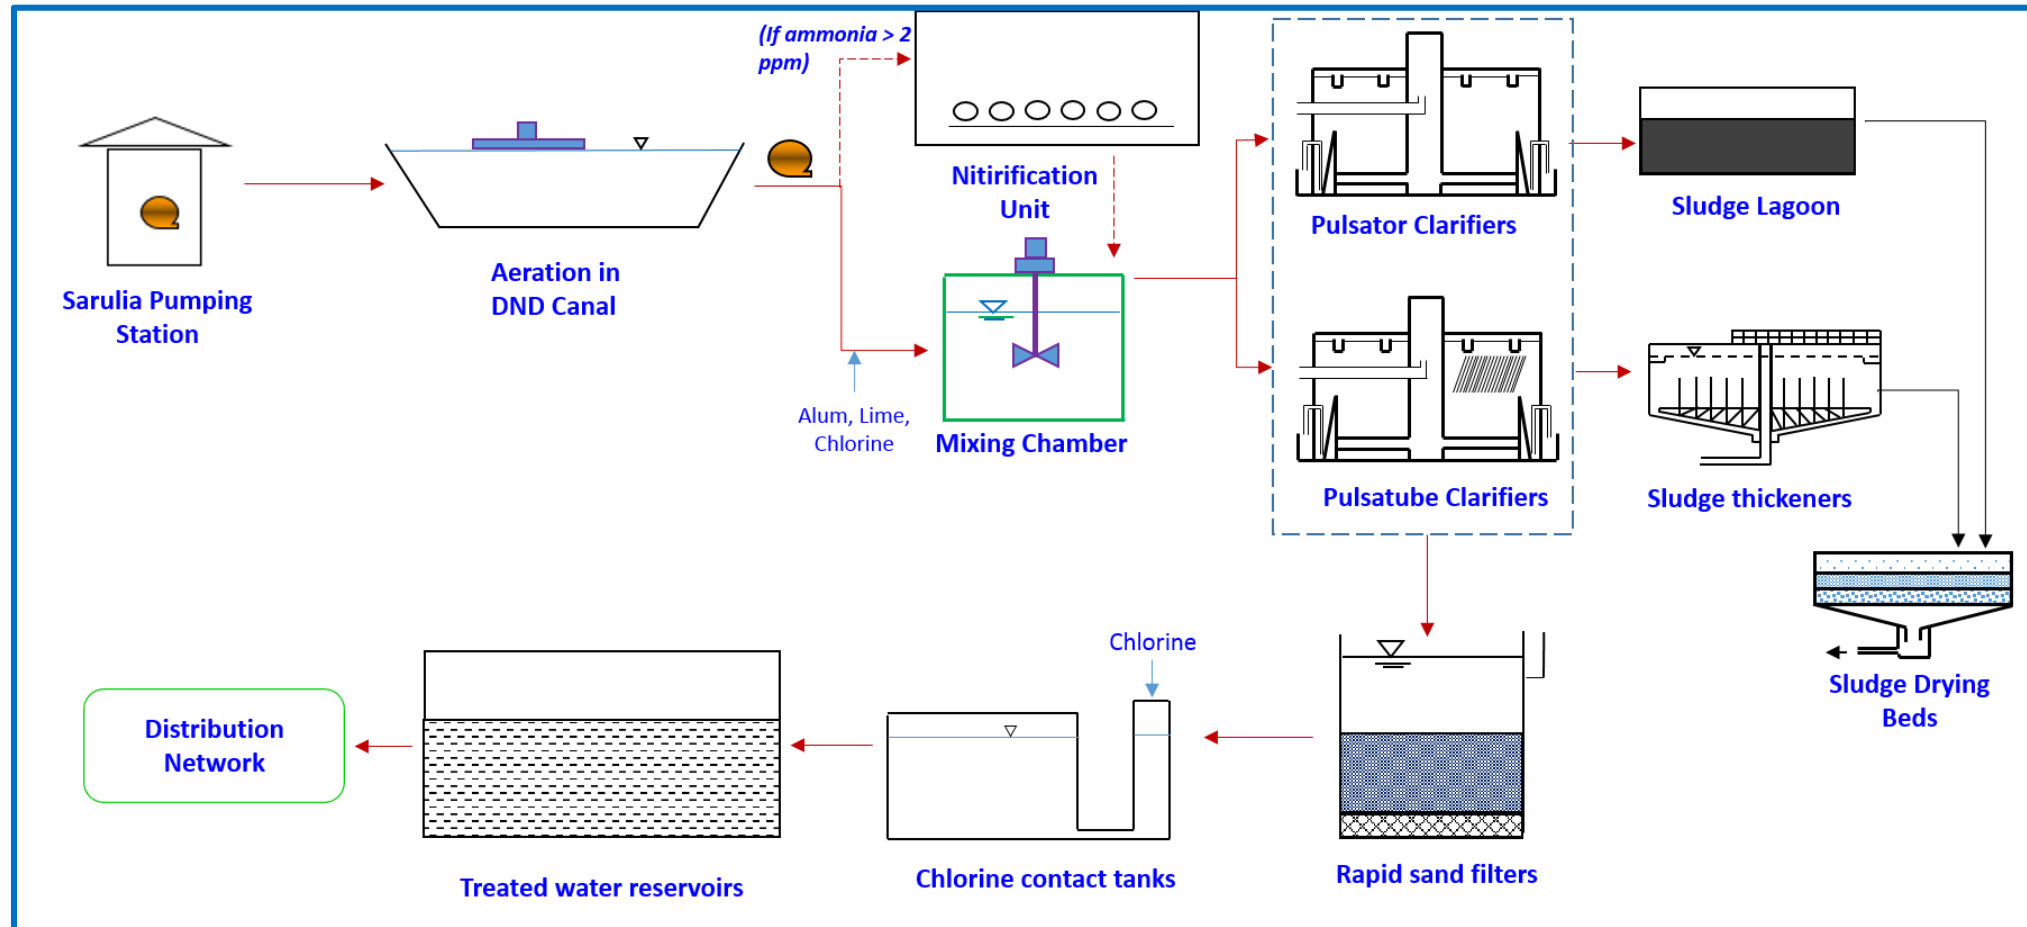 (If ammonia > 2
ppm)
Nitirification
Unit
Pulsator Clarifiers
Sludge Lagoon
Sarulia Pumping
Station
Aeration in
DND Canal
Alum, Lime,
Chlorine
Mixing Chamber
Pulsatube Clarifiers
Sludge thickeners
Sludge Drying
Beds
Chlorine
Distribution
Network
Treated water reservoirs
Chlorine contact tanks
Rapid sand filters